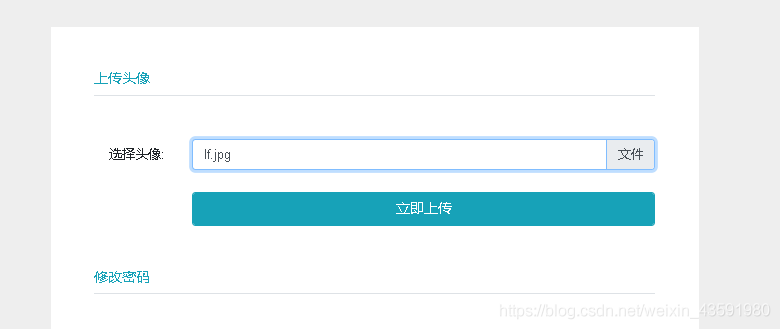 上传头像
选择头像: lf.jpg 文件
立即上传
修改密码
https://blog.csdn.net/weixin_43591980